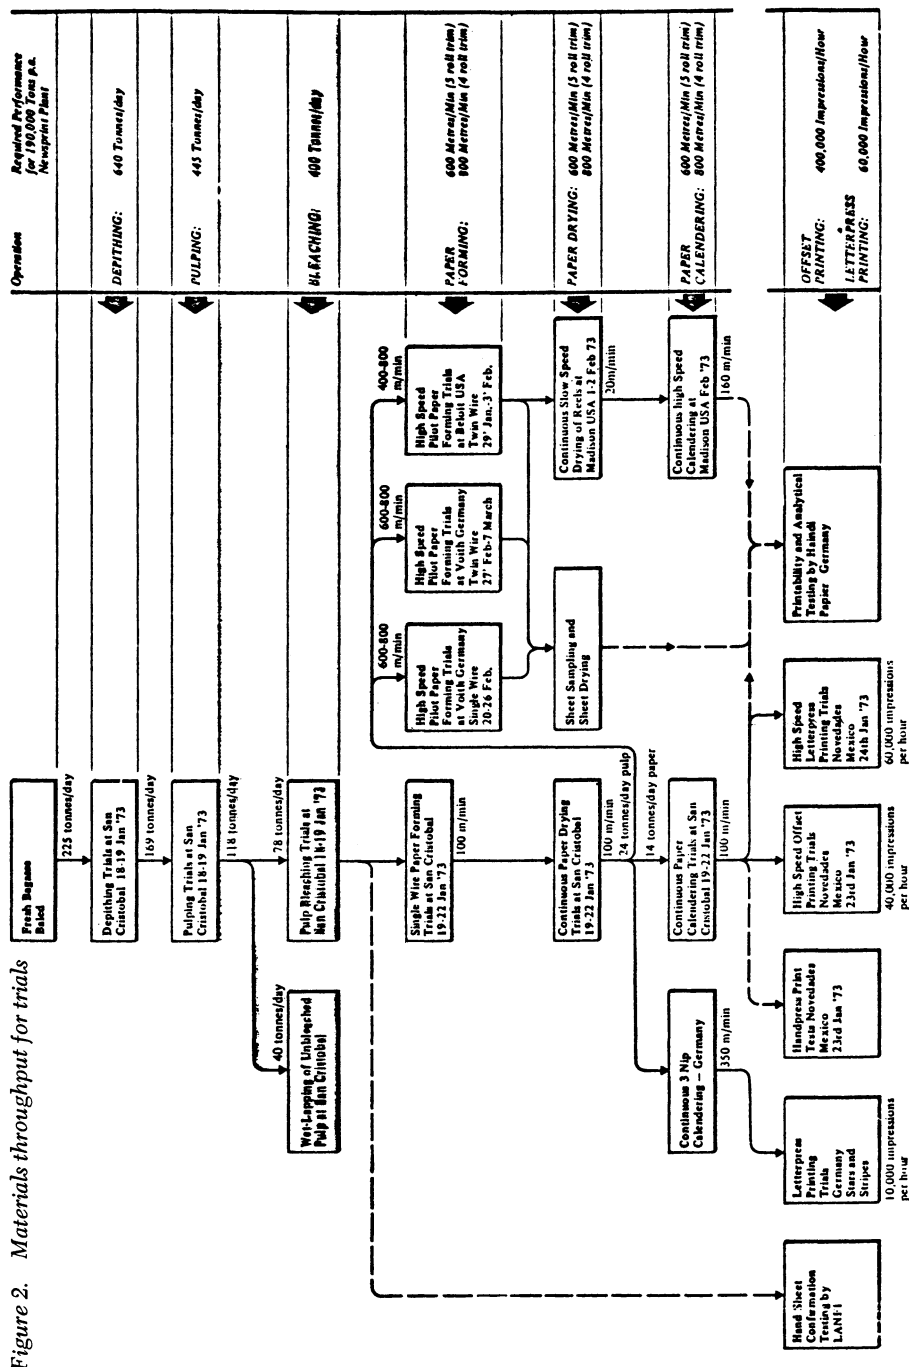 Figure 2. Materials throughput for trials
Operation
Required Performance
for 190,000 Tons p.a.
Newsprint Plant
DEPITHING:
640 Tonnes/day
PULPING:
445 Tonnes/day
BLEACHING:
400 Tonnes/day
PAPER
FORMING:
600 Metres/Min (5 roll trim)
800 Metres/Min (4 roll trim)
PAPER DRYING:
600 Metres/Min (5 roll trim)
800 Metres/Min (4 roll trim)
PAPER
CALENDERING:
600 Metres/Min (5 roll trim)
800 Metres/Min (4 roll trim)
OFFSET
PRINTING:
400,000 Impressions/Hour
LETTERPRESS
PRINTING:
60,000 Impressions/Hour
Fresh Bagasse
Baled
225 tonnes/day
Depithing Trials at San
Cristobal 18-19 Jan '73
169 tonnes/day
Pulping Trials at San
Cristobal 18-19 Jan '73
118 tonnes/day
40 tonnes/day
78 tonnes/day
Wet-Lapping of Unbleached
Pulp at San Cristobal
Pulp Bleaching Trials at
San Cristobal 18-19 Jan '73
600-800
m/min
600-800
m/min
400-800
m/min
Single Wire Paper Forming
Trials at San Cristobal
19-22 Jan '73
100 m/min
High Speed
Pilot Paper
Forming Trials
at Voith Germany
Single Wire
20-26 Feb.
High Speed
Pilot Paper
Forming Trials
at Voith Germany
Twin Wire
27' Feb-7 March
High Speed
Pilot Paper
Forming Trials
at Beloit USA
Twin Wire
29' Jan.-3' Feb.
Continuous Paper Drying
Trials at San Cristobal
19-22 Jan '73
100 m/min
24 tonnes/day pulp
14 tonnes/day paper
Sheet Sampling and
Sheet Drying
Continuous Slow Speed
Drying of Reels at
Madison USA 1-2 Feb 73
20m/min
Continuous 3 Nip
Calendering – Germany
350 m/min
Continuous Paper
Calendering Trials at San
Cristobal 19-22 Jan '73
100 m/min
Continuous high Speed
Calendering at
Madison USA Feb '73
160 m/min
Hand Sheet
Confirmation
Testing by
Letterpress
Printing
Trials
Germany
Stars and
Stripes
10,000 impressions
per hour
Handpress Print
Tests Novedades
Mexico
23rd Jan '73
High Speed Offset
Printing Trials
Novedades
Mexico
23rd Jan '73
40,000 impressions
per hour
High Speed
Letterpress
Printing Trials
Novedades
Mexico
24th Jan '73
60,000 impressions
per hour
Printability and Analytical
Testing by Haindl
Papier Germany